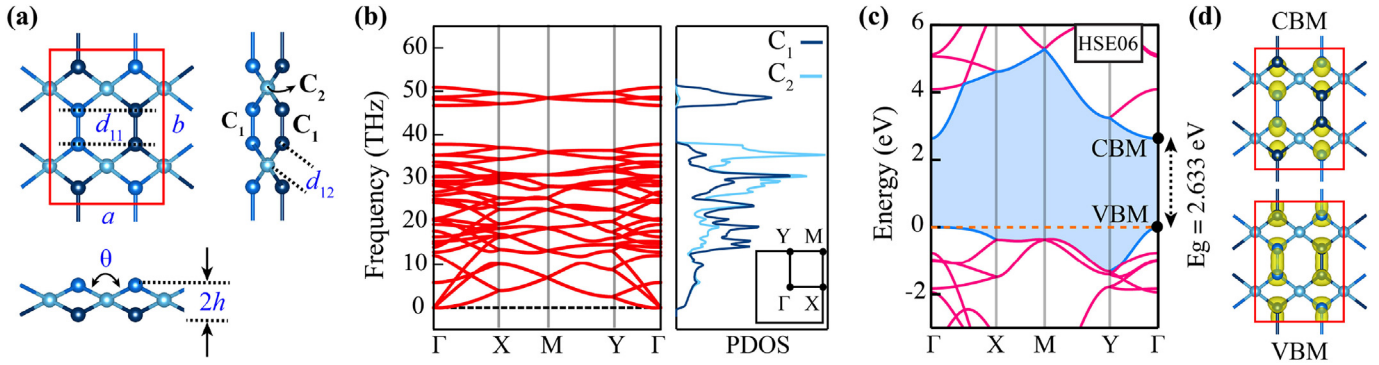 (a)
C₂
C₁
C₁
d₁₁
b
d₁₂
a
θ
2h
(b)
Frequency (THz)
60
50
40
30
20
10
0
Γ
X
M
Y
Γ
C₁
C₂
Y
M
Γ
X
PDOS
(c)
Energy (eV)
6
4
2
0
-2
HSE06
CBM
VBM
Γ
X
M
Y
Γ
Eg = 2.633 eV
(d)
CBM
VBM